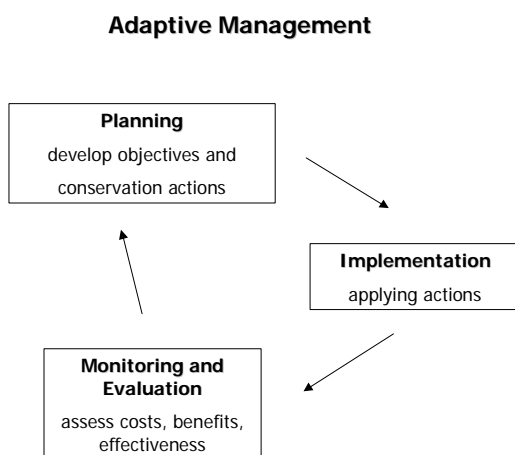 Adaptive Management
Planning
develop objectives and
conservation actions
Implementation
applying actions
Monitoring and
Evaluation
assess costs, benefits,
effectiveness